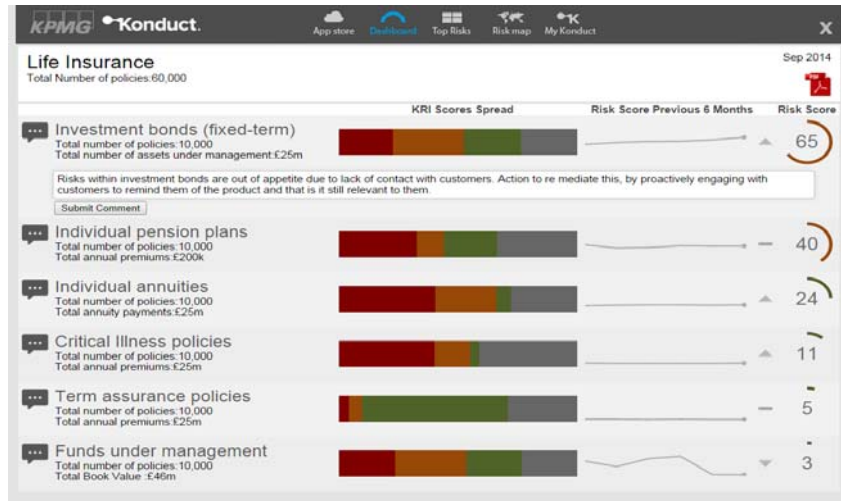 KPMG Konduct.
App store Dashboard Top Risks Risk map My Konduct X
Life Insurance
Total Number of policies:60,000
Sep 2014
KRI Scores Spread Risk Score Previous 6 Months Risk Score
Investment bonds (fixed-term)
Total number of policies:10,000
Total number of assets under management:£25m
65
Risks within investment bonds are out of appetite due to lack of contact with customers. Action to re mediate this, by proactively engaging with
customers to remind them of the product and that is it still relevant to them.
Submit Comment
Individual pension plans
Total number of policies:10,000
Total annual premiums:£200k
40
Individual annuities
Total number of policies:10,000
Total annuity payments:£25m
24
Critical Illness policies
Total number of policies:10,000
Total annual premiums:£25m
11
Term assurance policies
Total number of policies:10,000
Total annual premiums:£25m
5
Funds under management
Total number of policies:10,000
Total Book Value :£46m
3